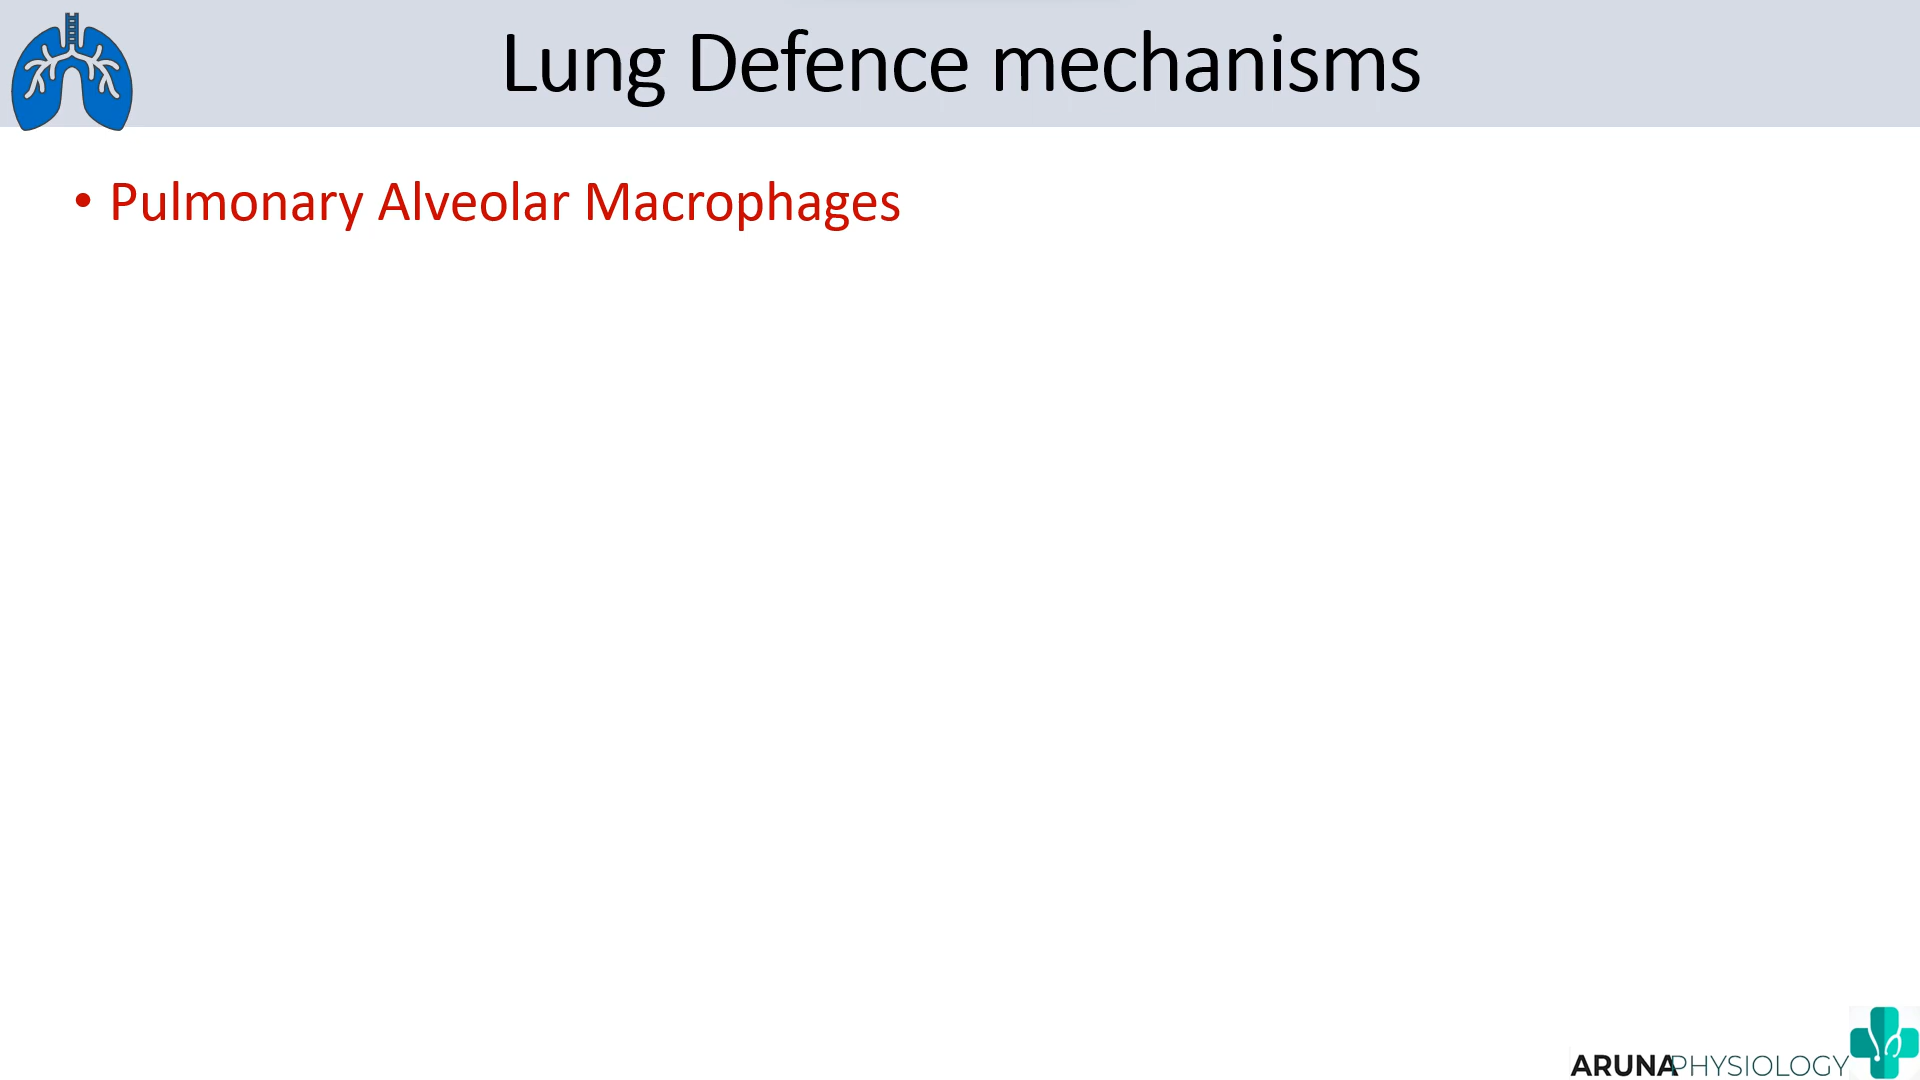 Lung Defence mechanisms
• Pulmonary Alveolar Macrophages
ARUNAPHYSIOLOGY